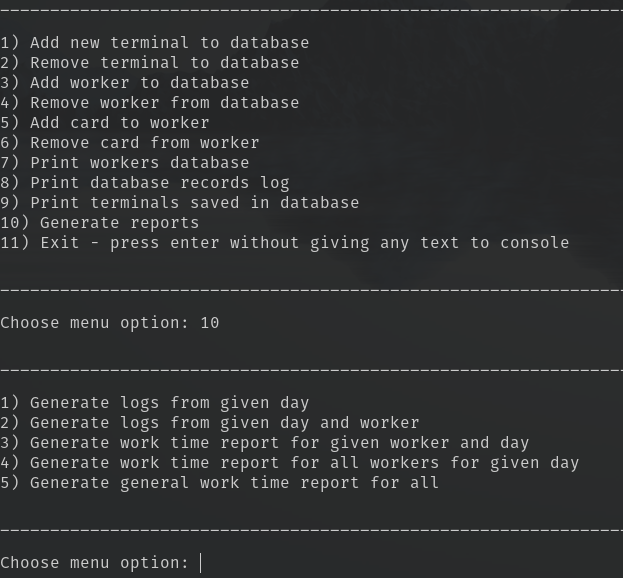 1) Add new terminal to database
2) Remove terminal to database
3) Add worker to database
4) Remove worker from database
5) Add card to worker
6) Remove card from worker
7) Print workers database
8) Print database records log
9) Print terminals saved in database
10) Generate reports
11) Exit - press enter without giving any text to console
Choose menu option: 10
1) Generate logs from given day
2) Generate logs from given day and worker
3) Generate work time report for given worker and day
4) Generate work time report for all workers for given day
5) Generate general work time report for all
Choose menu option: